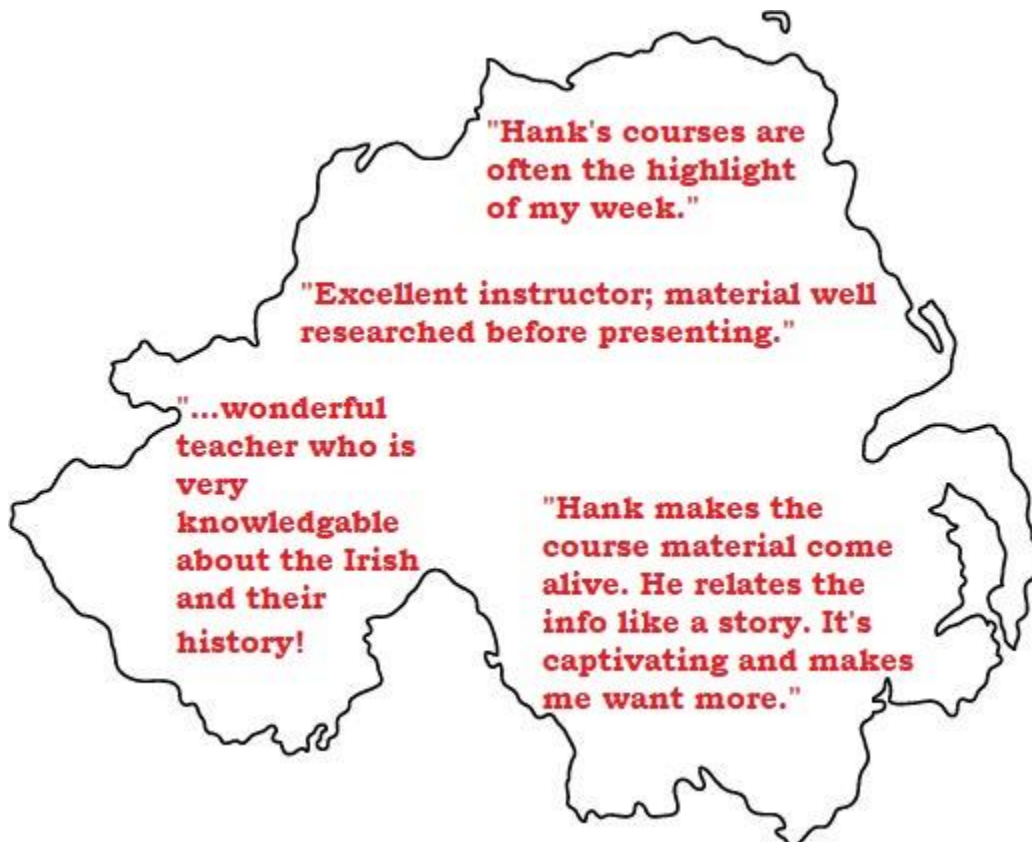 "Hank's courses are
often the highlight
of my week."
"Excellent instructor; material well
researched before presenting."
"...wonderful
teacher who is
very
knowledgable
about the Irish
and their
history!
"Hank makes the
course material come
alive. He relates the
info like a story. It's
captivating and makes
me want more."